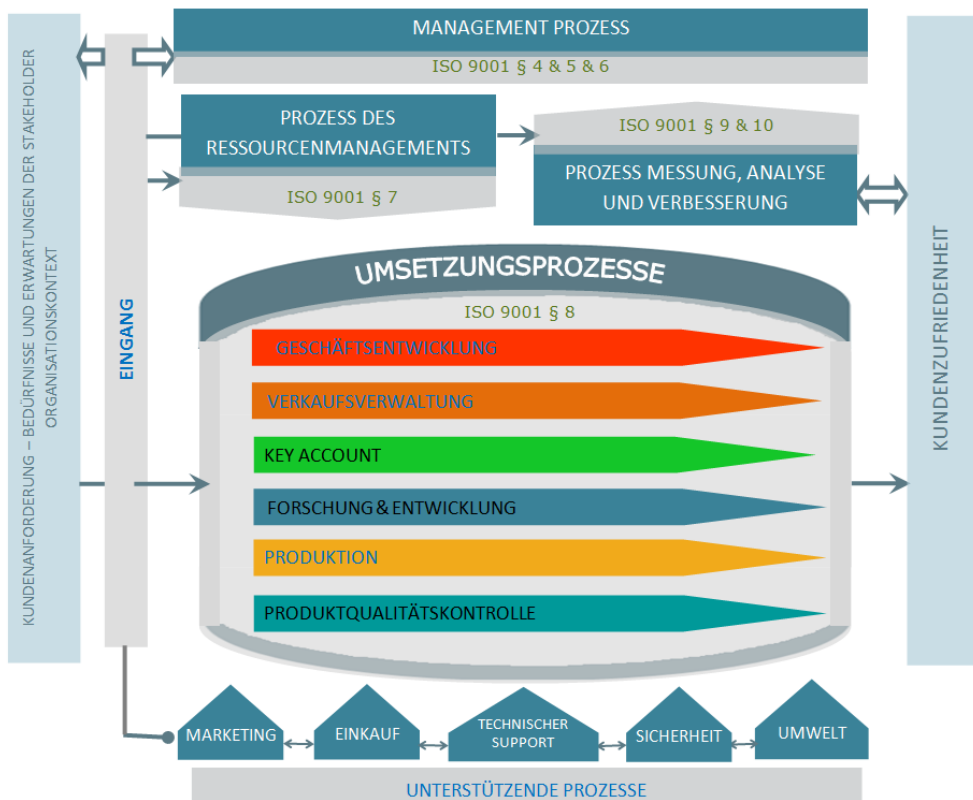 MANAGEMENT PROZESS
ISO 9001 § 4 & 5 & 6
KUNDENANFORDERUNG – BEDÜRFNISSE UND ERWARTUNGEN DER STAKEHOLDER
ORGANISATIONSKONTEXT
EINGANG
PROZESS DES
RESSOURCENMANAGEMENTS
ISO 9001 § 7
ISO 9001 § 9 & 10
PROZESS MESSUNG, ANALYSE
UND VERBESSERUNG
KUNDENZUFRIEDENHEIT
UMSETZUNGSPROZESSE
ISO 9001 § 8
GESCHÄFTSENTWICKLUNG
VERKAUFSVERWALTUNG
KEY ACCOUNT
FORSCHUNG & ENTWICKLUNG
PRODUKTION
PRODUKTQUALITÄTSKONTROLLE
MARKETING
EINKAUF
TECHNISCHER
SUPPORT
SICHERHEIT
UMWELT
UNTERSTÜTZENDE PROZESSE